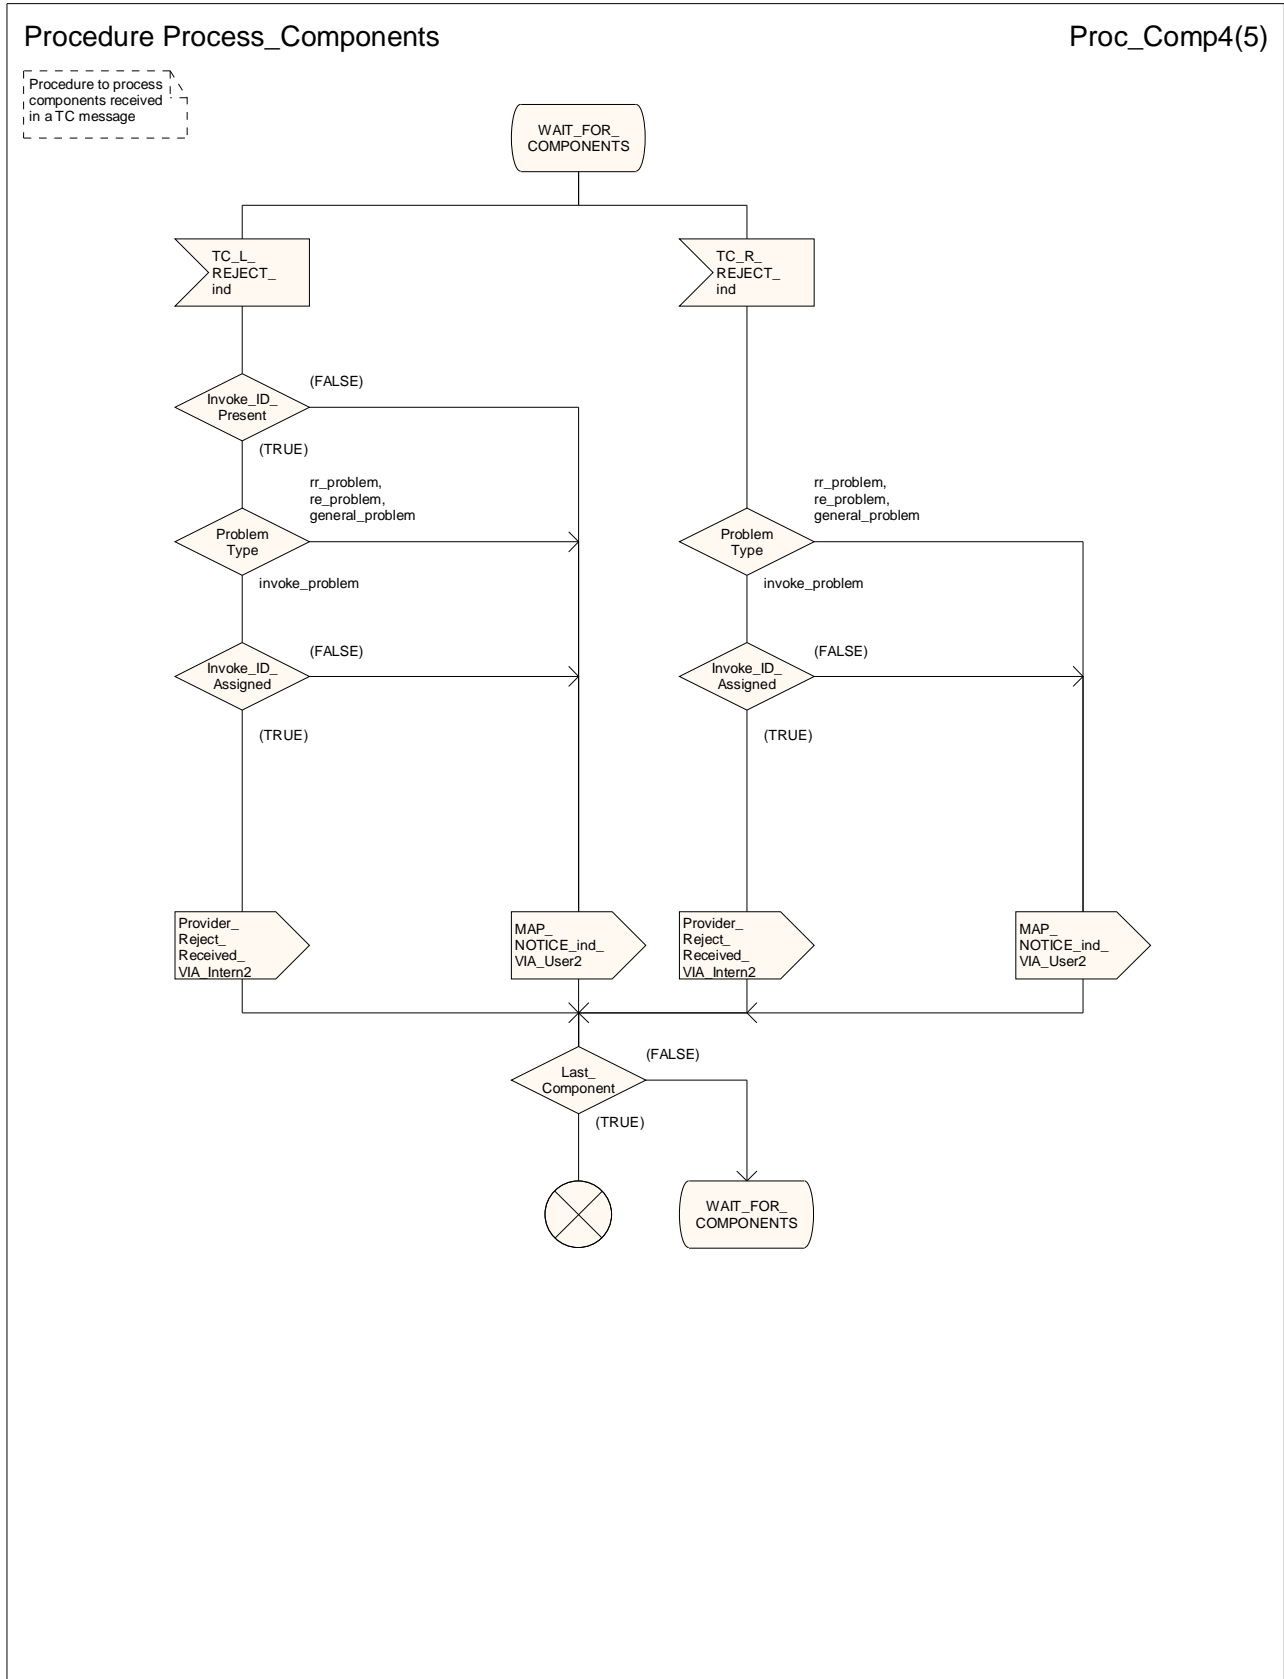 Procedure Process_Components
Proc_Comp4(5)
Procedure to process
components received
in a TC message
WAIT_FOR_
COMPONENTS
TC_L_
REJECT_
ind
TC_R_
REJECT_
ind
Invoke_ID_
Present
(FALSE)
(TRUE)
Problem
Type
rr_problem,
re_problem,
general_problem
invoke_problem
Problem
Type
rr_problem,
re_problem,
general_problem
invoke_problem
Invoke_ID_
Assigned
(FALSE)
(TRUE)
Invoke_ID_
Assigned
(FALSE)
(TRUE)
Provider_
Reject_
Received_
VIA_Intern2
MAP_
NOTICE_ind_
VIA_User2
Provider_
Reject_
Received_
VIA_Intern2
MAP_
NOTICE_ind_
VIA_User2
Last_
Component
(FALSE)
(TRUE)
WAIT_FOR_
COMPONENTS